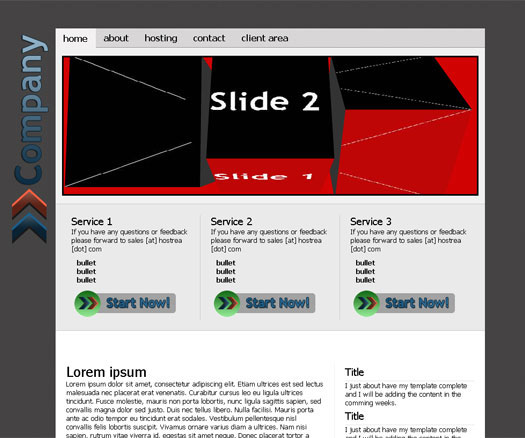 Company
home about hosting contact client area
Slide 2
Slide 1
Service 1
If you have any questions or feedback
please forward to sales [at] hostrea
[dot] com
bullet
bullet
bullet
Start Now!
Service 2
If you have any questions or feedback
please forward to sales [at] hostrea
[dot] com
bullet
bullet
bullet
Start Now!
Service 3
If you have any questions or feedback
please forward to sales [at] hostrea
[dot] com
bullet
bullet
bullet
Start Now!
Lorem ipsum
Lorem ipsum dolor sit amet, consectetur adipiscing elit. Etiam ultrices est sed lectus
malesuada nec placerat erat venenatis. Curabitur cursus leo eu ligula ultrices
tincidunt. Fusce molestie, mauris non porta lobortis, nunc ligula sagittis sapien, sed
convallis magna dolor sed justo. Duis nec tellus libero. Nulla facilisi. Mauris porta
ante ac odio tempor eu tincidunt erat sodales. Vestibulum pellentesque nisl
convallis felis lobortis suscipit. Vivamus ornare varius diam a ultrices. Nam nisi
sapien, rutrum vitae viverra id, egestas sit amet neque. Donec placerat tortor a
Title
I just about have my template complete
and I will be adding the content in the
comming weeks.
Title
I just about have my template complete
and I will be adding the content in the